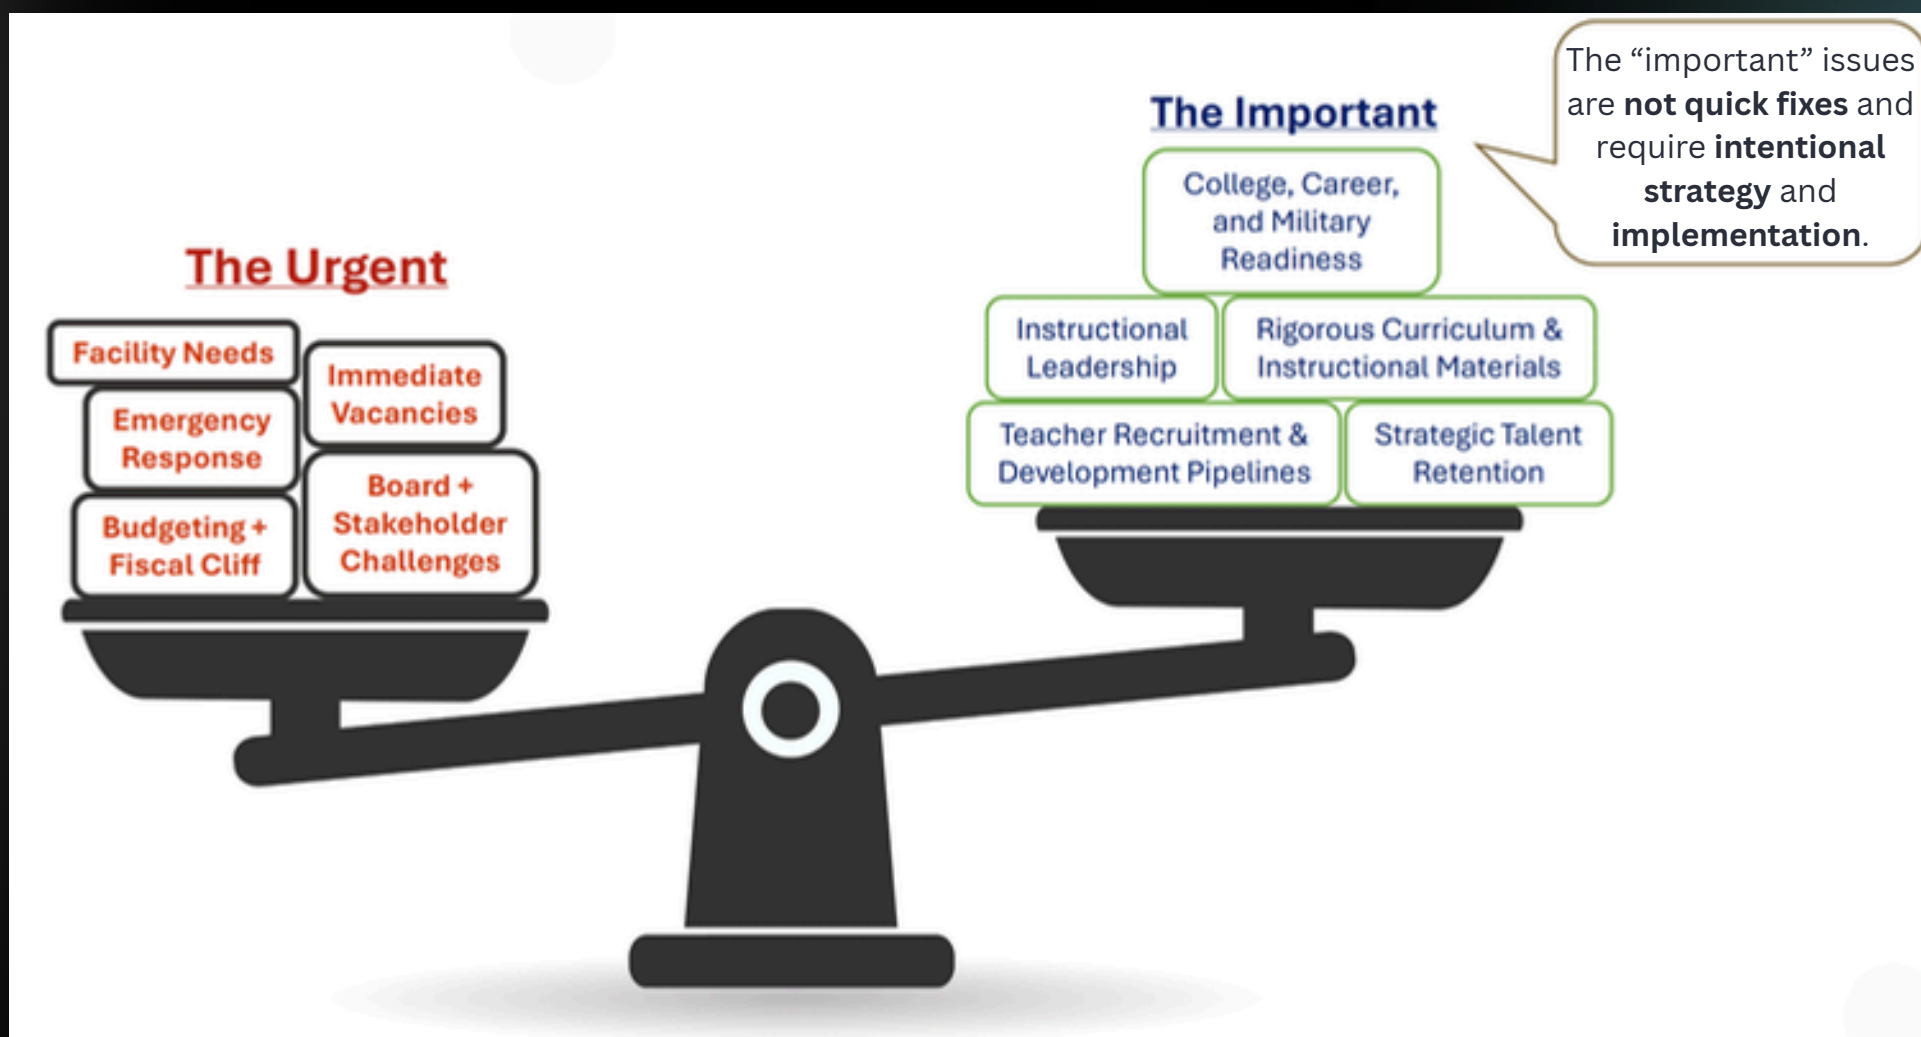 The Urgent
Facility Needs
Immediate
Vacancies
Emergency
Response
Board +
Stakeholder
Challenges
Budgeting +
Fiscal Cliff
The Important
College, Career,
and Military
Readiness
Instructional
Leadership
Rigorous Curriculum &
Instructional Materials
Teacher Recruitment &
Development Pipelines
Strategic Talent
Retention
The “important” issues
are not quick fixes and
require intentional
strategy and
implementation.